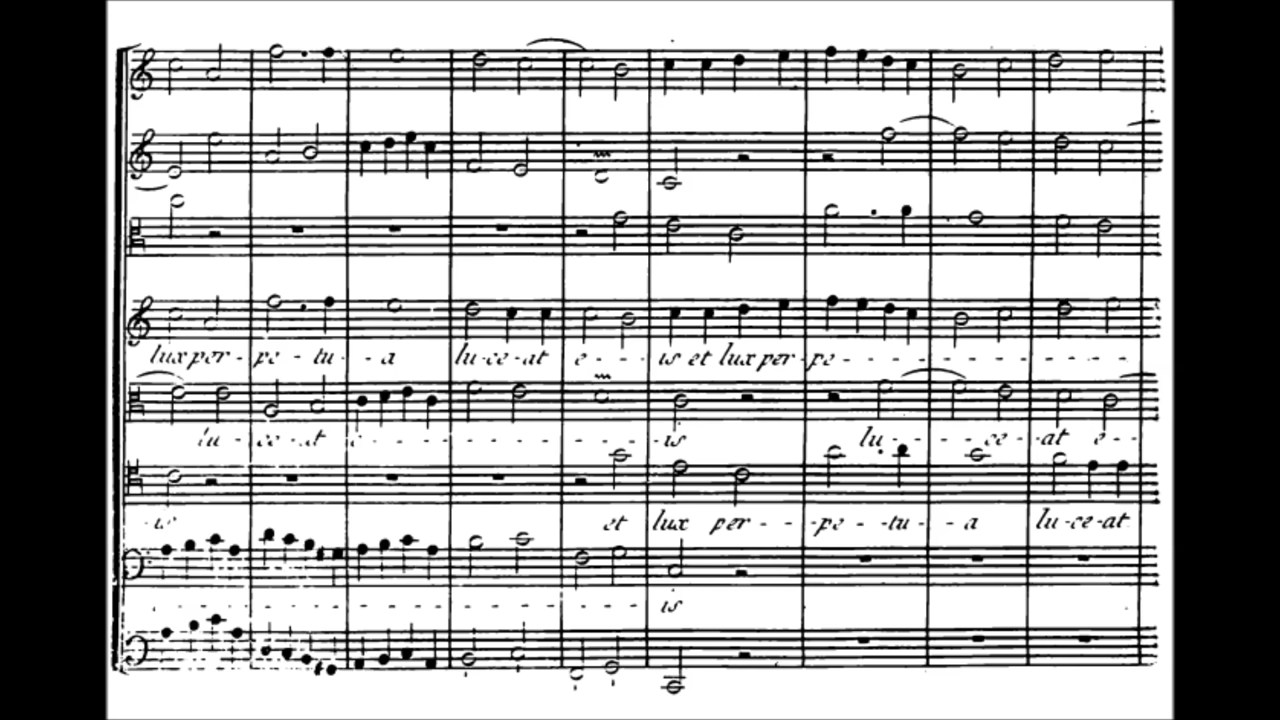 lux per - pe - tu - - a lu - ce - at e - - - is et lux per - pe - - - - - - - - - - - -
lu - ce - at e - - - - - - - - - - - is lu - - - - ce - - at e - -
- is et lux per - - - pe - - tu - - a lu - ce - at
- - - - - - - - - - - - - - - - is